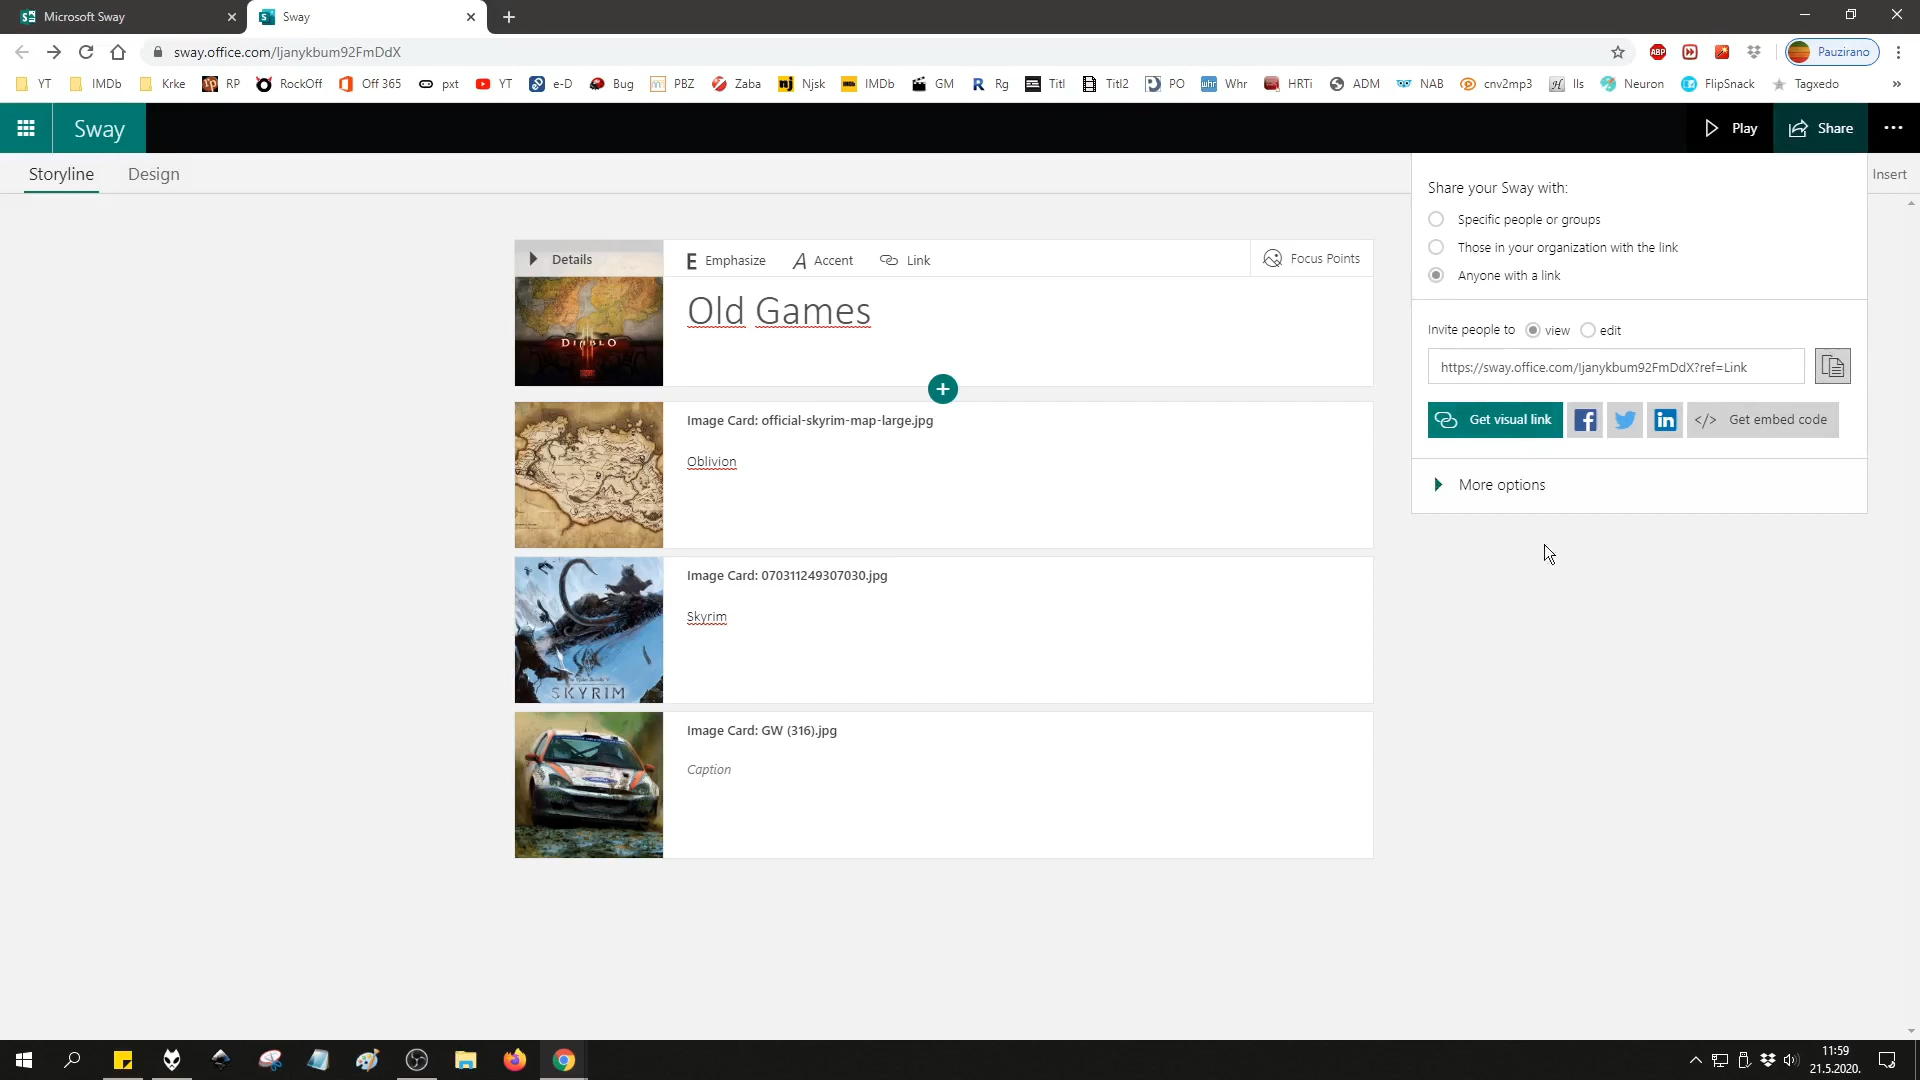 Microsoft Sway
Sway
sway.office.com/ljanykbum92FmDdX
ABP
Pauzirano
YT IMDb Krke RP RockOff Off 365 pxt YT e-D Bug PBZ Zaba Njsk IMDb GM Rg Titl Titl2 PO Whr HRTi ADM NAB cnv2mp3 Ils Neuron FlipSnack Tagxedo »
Sway
Play
Share
Storyline
Design
Insert
Details
E Emphasize
A Accent
Link
Focus Points
DIABLO
Old Games
Image Card: official-skyrim-map-large.jpg
Oblivion
SKYRIM
Image Card: 070311249307030.jpg
Skyrim
Image Card: GW (316).jpg
Caption
Share your Sway with:
Specific people or groups
Those in your organization with the link
Anyone with a link
Invite people to view edit
https://sway.office.com/ljanykbum92FmDdX?ref=Link
Get visual link
</> Get embed code
More options
11:59
21.5.2020.